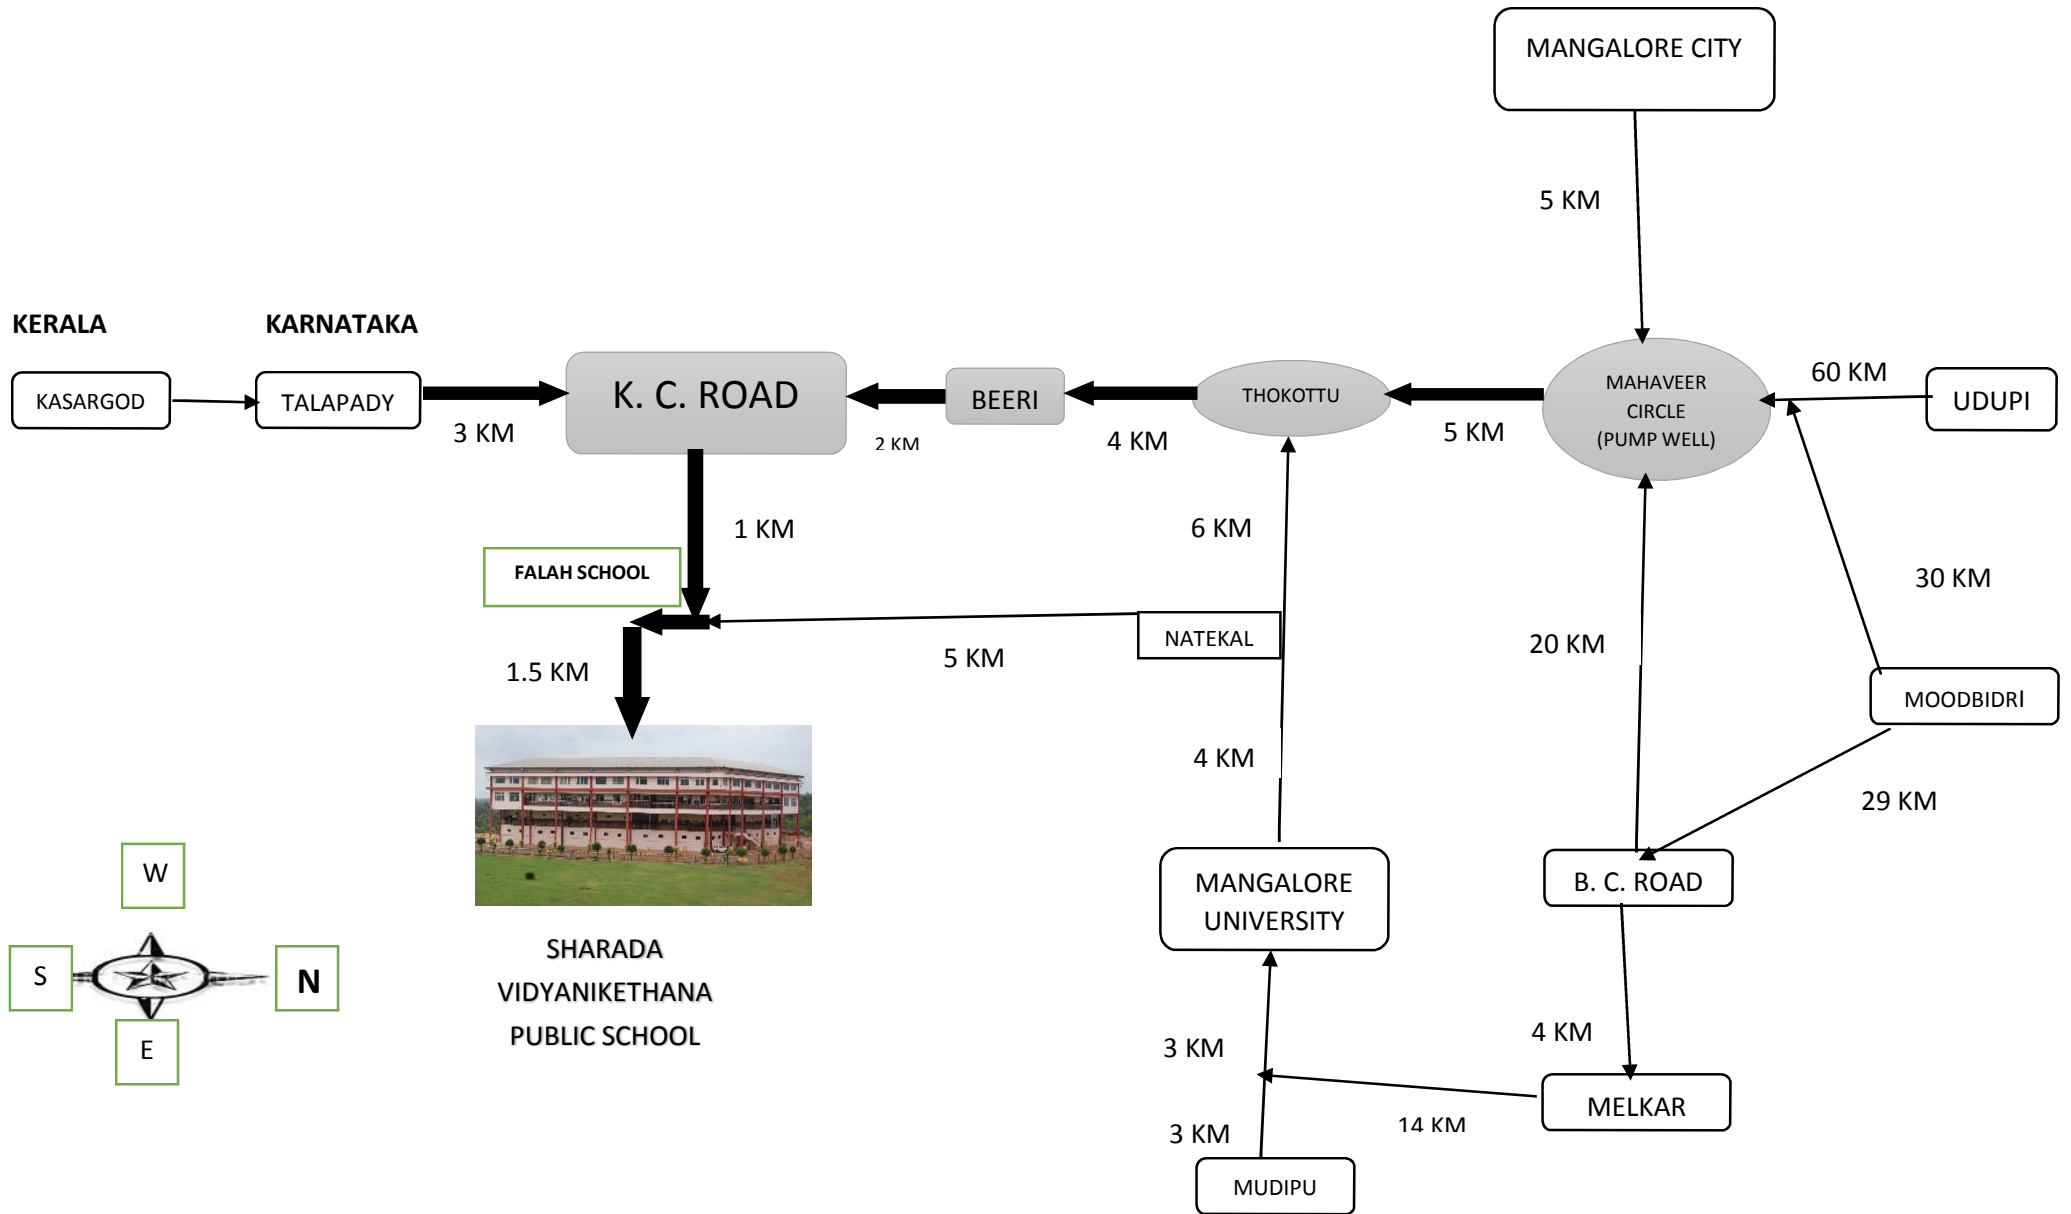 MANGALORE CITY
5 KM
KERALA
KARNATAKA
KASARGOD
TALAPADY
3 KM
K. C. ROAD
2 KM
BEERI
4 KM
THOKOTTU
5 KM
MAHAVEER
CIRCLE
(PUMP WELL)
60 KM
UDUPI
1 KM
FALAH SCHOOL
6 KM
30 KM
1.5 KM
5 KM
NATEKAL
20 KM
MOODBIDRI
4 KM
29 KM
MANGALORE
UNIVERSITY
B. C. ROAD
W
S
N
E
SHARADA
VIDYANIKETHANA
PUBLIC SCHOOL
3 KM
4 KM
MELKAR
14 KM
3 KM
MUDIPU